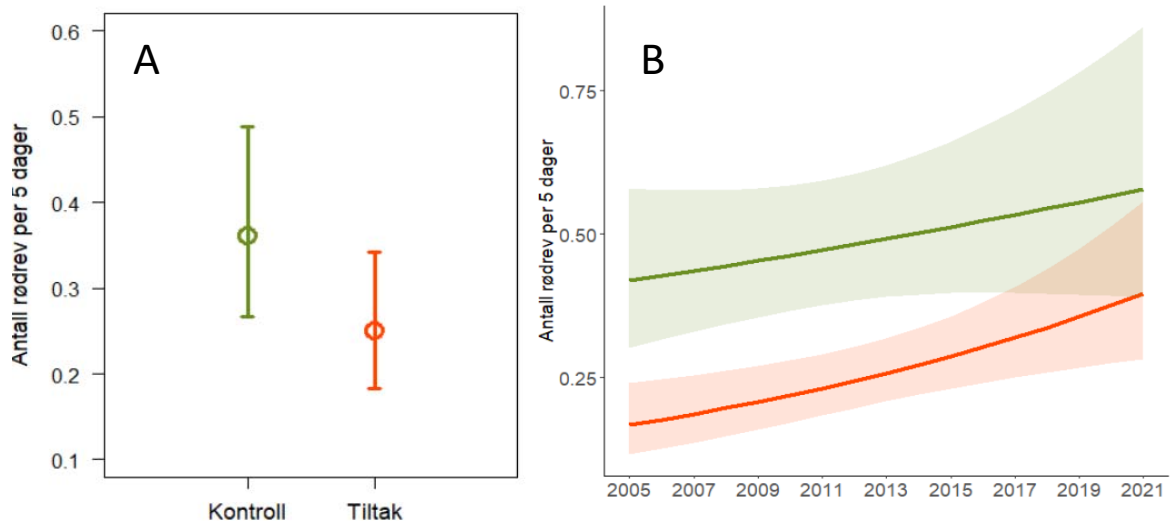 A
Antall rødrev per 5 dager
0.6
0.5
0.4
0.3
0.2
0.1
Kontroll Tiltak
B
Antall rødrev per 5 dager
0.75
0.50
0.25
2005 2007 2009 2011 2013 2015 2017 2019 2021